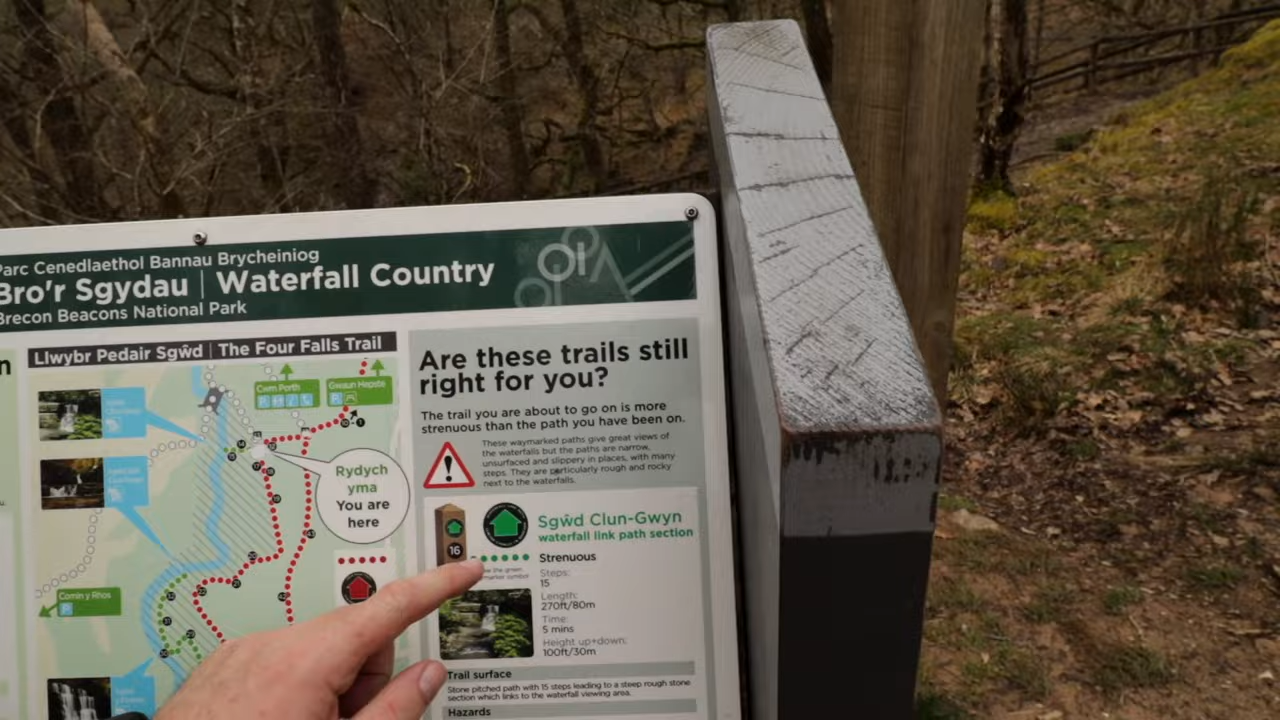 Parc Cenedlaethol Bannau Brycheiniog
Bro'r Sgydau | Waterfall Country
Brecon Beacons National Park
Llwybr Pedair Sgŵd | The Four Falls Trail
Cwm Porth
Gwaun Hepste
Rydych
yma
You are
here
Comin y Rhos
Are these trails still
right for you?
The trail you are about to go on is more
strenuous than the path you have been on.
These waymarked paths give great views of
the waterfalls but the paths are narrow,
unsurfaced and slippery in places, with many
steps. They are particularly rough and rocky
next to the waterfalls.
16
Sgŵd Clun-Gwyn
waterfall link path section
Strenuous
Steps:
15
Length:
270ft/80m
Time:
5 mins
Height up+down:
100ft/30m
Trail surface
Stone pitched path with 15 steps leading to a steep rough stone
section which links to the waterfall viewing area.
Hazards